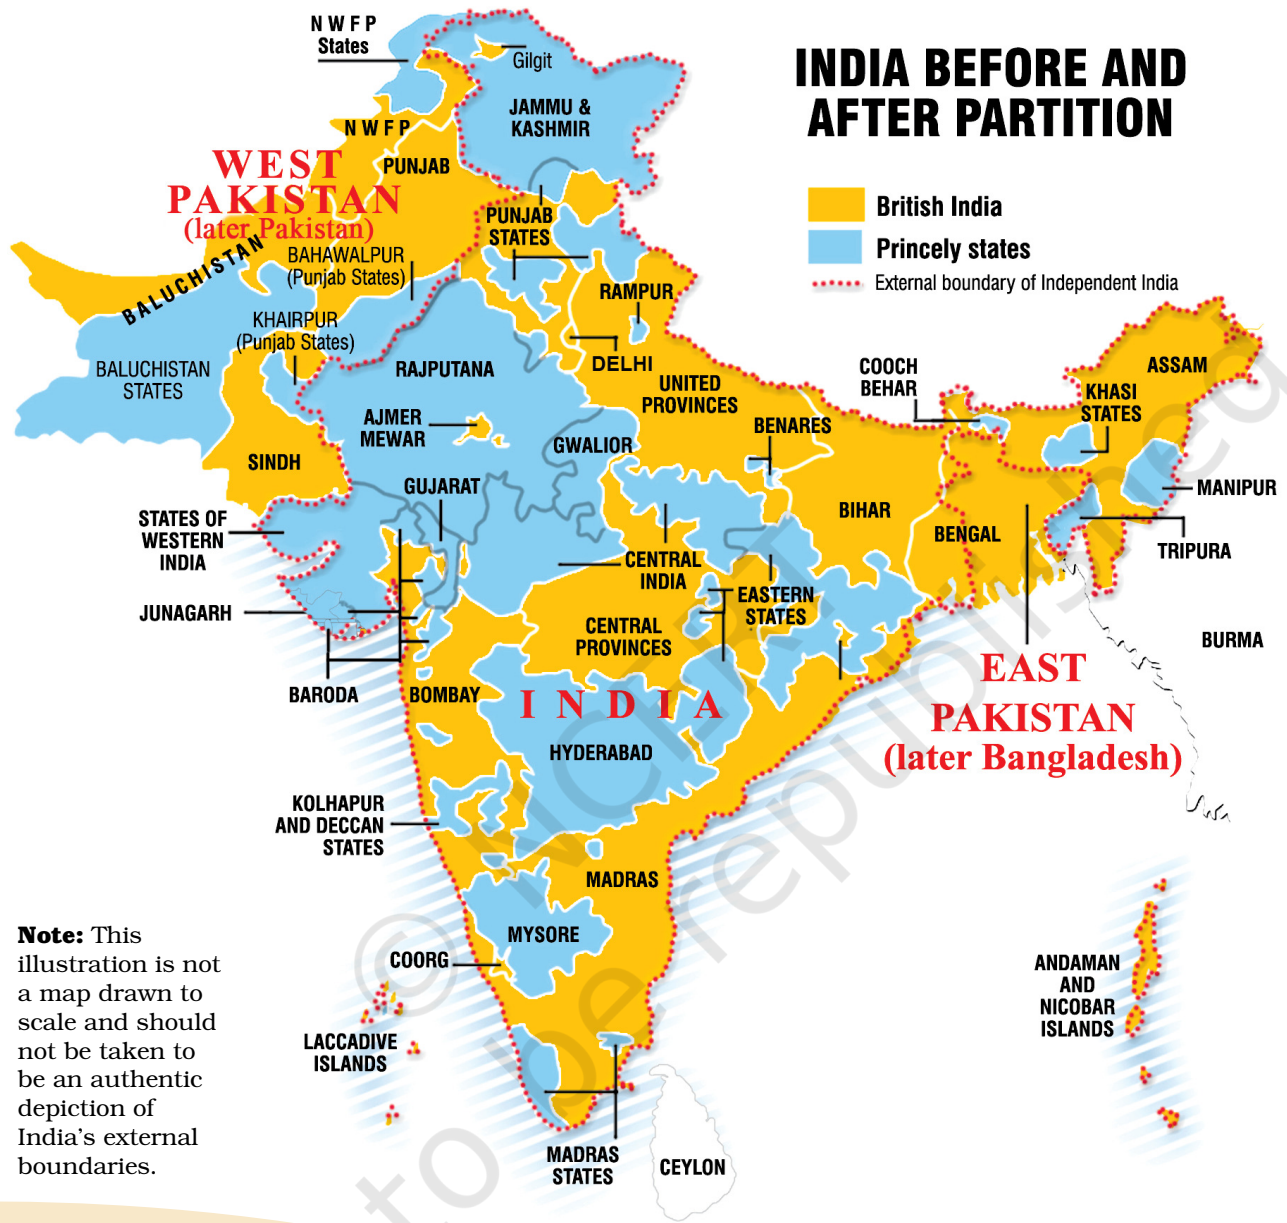 INDIA BEFORE AND
AFTER PARTITION
British India
Princely states
External boundary of Independent India
N W F P
States
Gilgit
JAMMU &
KASHMIR
N W F P
PUNJAB
WEST
PAKISTAN
(later Pakistan)
PUNJAB
STATES
BALUCHISTAN
BAHAWALPUR
(Punjab States)
RAMPUR
KHAIRPUR
(Punjab States)
DELHI
BALUCHISTAN
STATES
RAJPUTANA
UNITED
PROVINCES
COOCH
BEHAR
ASSAM
KHASI
STATES
AJMER
MEWAR
GWALIOR
BENARES
SINDH
GUJARAT
MANIPUR
STATES OF
WESTERN
INDIA
BIHAR
BENGAL
TRIPURA
CENTRAL
INDIA
EASTERN
STATES
JUNAGARH
CENTRAL
PROVINCES
BURMA
EAST
PAKISTAN
(later Bangladesh)
BARODA
BOMBAY
I N D I A
HYDERABAD
KOLHAPUR
AND DECCAN
STATES
MADRAS
MYSORE
COORG
ANDAMAN
AND
NICOBAR
ISLANDS
LACCADIVE
ISLANDS
MADRAS
STATES
CEYLON
Note: This
illustration is not
a map drawn to
scale and should
not be taken to
be an authentic
depiction of
India's external
boundaries.
© NCERT
to be republished